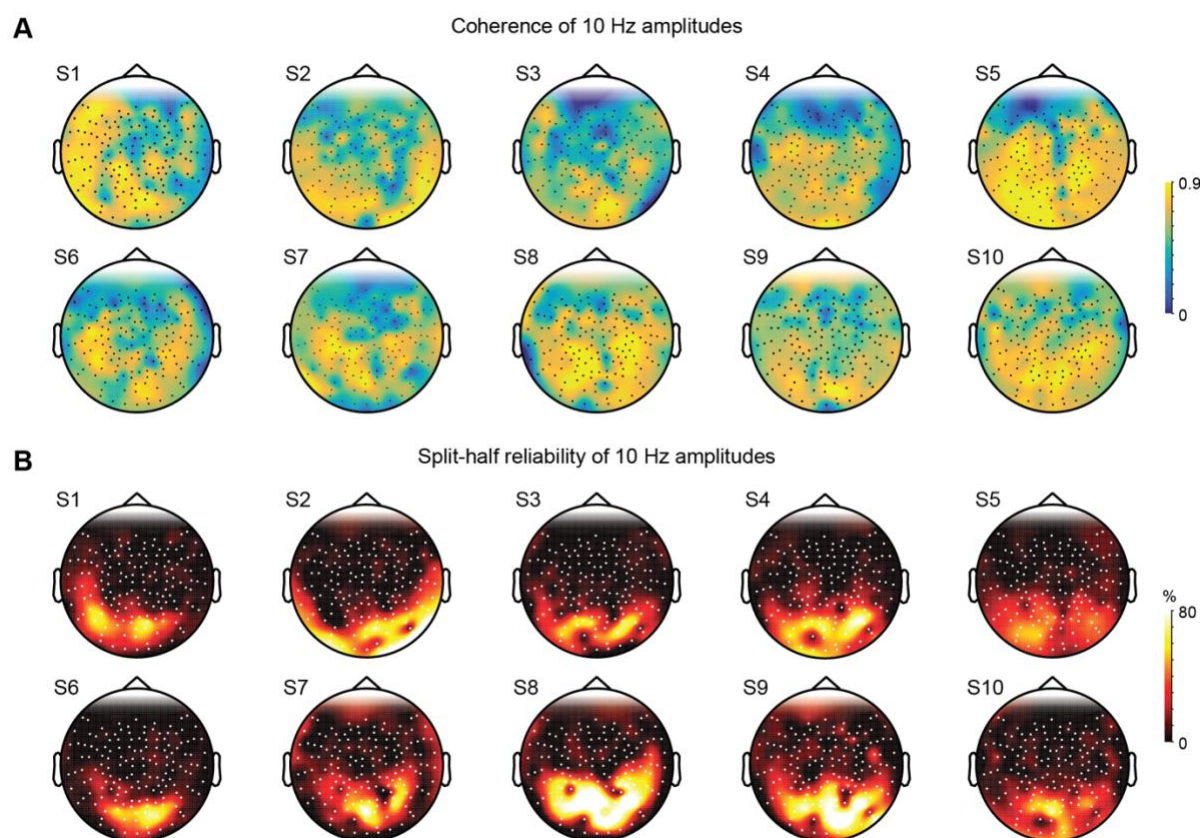 A
Coherence of 10 Hz amplitudes
S1 S2 S3 S4 S5
0.9
0
S6 S7 S8 S9 S10
B
Split-half reliability of 10 Hz amplitudes
S1 S2 S3 S4 S5
%
80
0
S6 S7 S8 S9 S10